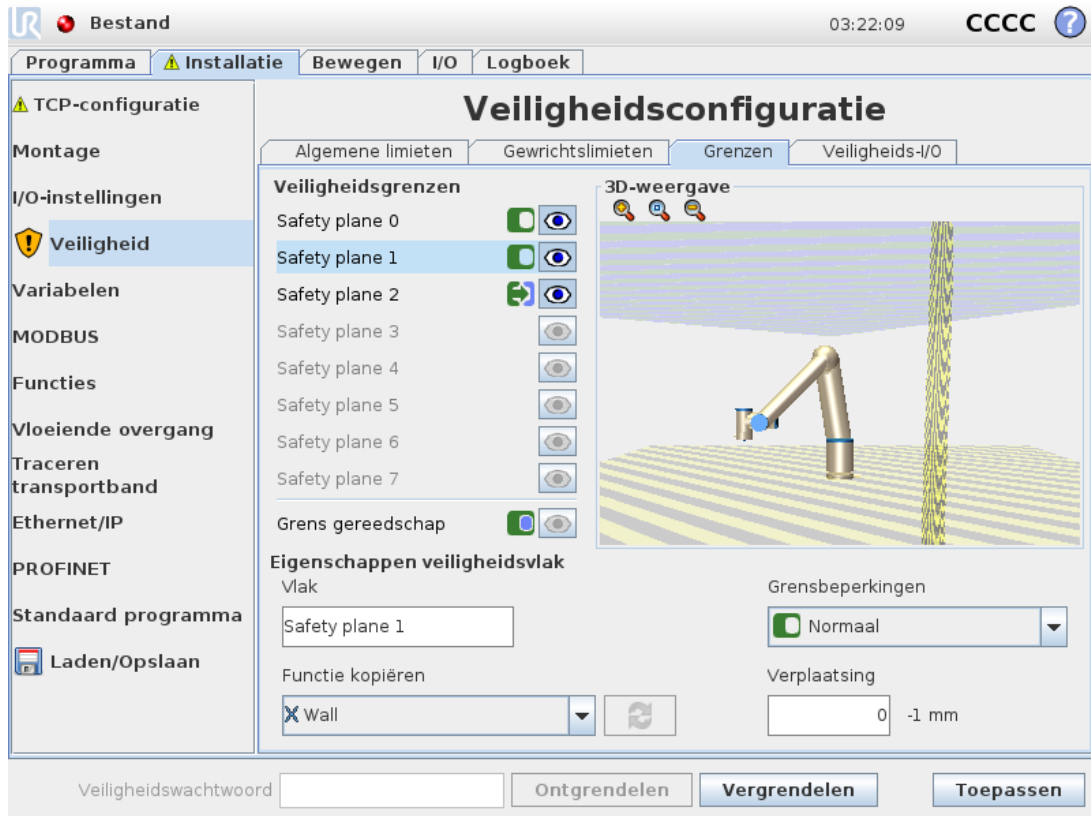 UR Bestand 03:22:09 CCCC ?
Programma Installatie Bewegen I/O Logboek
TCP-configuratie
Montage
I/O-instellingen
Veiligheid
Variabelen
MODBUS
Functies
Vloeiende overgang
Traceren
transportband
Ethernet/IP
PROFINET
Standaard programma
Laden/Opslaan
Veiligheidsconfiguratie
Algemene limieten Gewrichtslimieten Grenzen Veiligheids-I/O
Veiligheidsgrenzen
Safety plane 0
Safety plane 1
Safety plane 2
Safety plane 3
Safety plane 4
Safety plane 5
Safety plane 6
Safety plane 7
Grens gereedschap
3D-weergave
Eigenschappen veiligheidsvlak
Vlak
Safety plane 1
Functie kopiëren
Wall
Grensbeperkingen
Normaal
Verplaatsing
0 -1 mm
Veiligheidswachtwoord Ontgrendelen Vergrendelen Toepassen